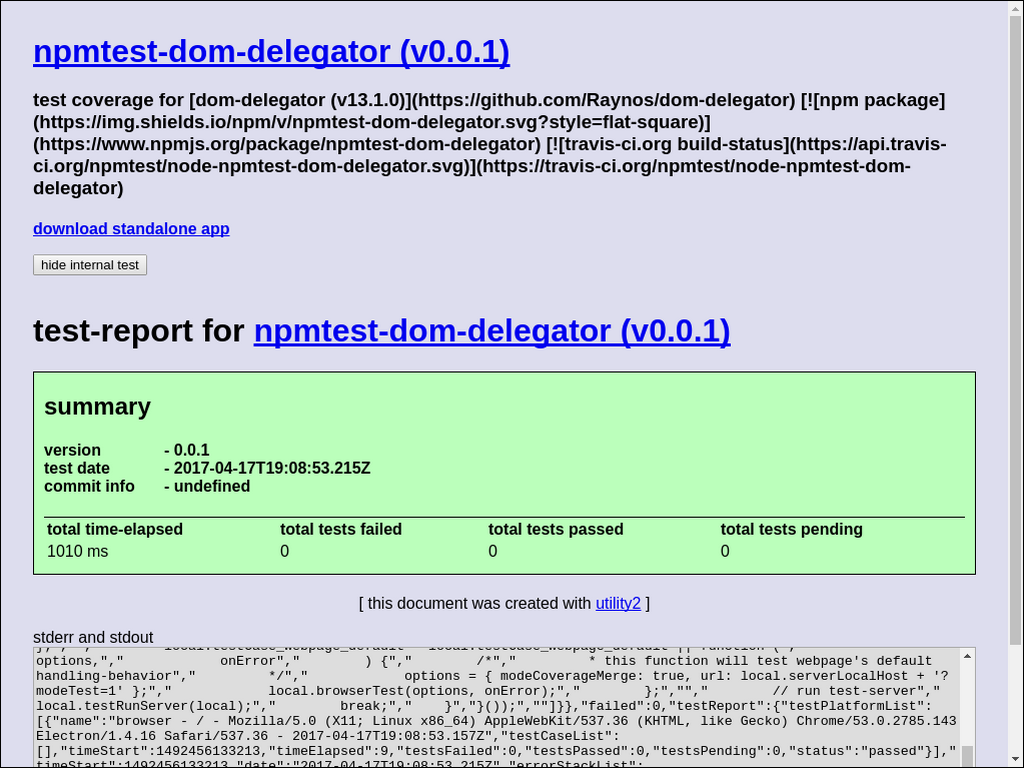 npmtest-dom-delegator (v0.0.1)
test coverage for [dom-delegator (v13.1.0)](https://github.com/Raynos/dom-delegator) [![npm package]
(https://img.shields.io/npm/v/npmtest-dom-delegator.svg?style=flat-square)]
(https://www.npmjs.org/package/npmtest-dom-delegator) [![travis-ci.org build-status](https://api.travis-
ci.org/npmtest/node-npmtest-dom-delegator.svg)](https://travis-ci.org/npmtest/node-npmtest-dom-
delegator)
download standalone app
hide internal test
test-report for npmtest-dom-delegator (v0.0.1)
summary
version - 0.0.1
test date - 2017-04-17T19:08:53.215Z
commit info - undefined
total time-elapsed total tests failed total tests passed total tests pending
1010 ms 0 0 0
[ this document was created with utility2 ]
stderr and stdout
options,"," onError"," ) {"," /*"," * this function will test webpage's default
handling-behavior"," */"," options = { modeCoverageMerge: true, url: local.serverLocalHost + '?
modeTest=1' };"," local.browserTest(options, onError);"," };",""," // run test-server","
local.testRunServer(local);"," break;"," }","}());",""]}},"failed":0,"testReport":{"testPlatformList":
[{"name":"browser - / - Mozilla/5.0 (X11; Linux x86_64) AppleWebKit/537.36 (KHTML, like Gecko) Chrome/53.0.2785.143
Electron/1.4.16 Safari/537.36 - 2017-04-17T19:08:53.157Z","testCaseList":
[],"timeStart":1492456133213,"timeElapsed":9,"testsFailed":0,"testsPassed":0,"testsPending":0,"status":"passed"}],"
timeStart":1492456133213,"date":"2017-04-17T19:08:53.215Z","errorStackList":